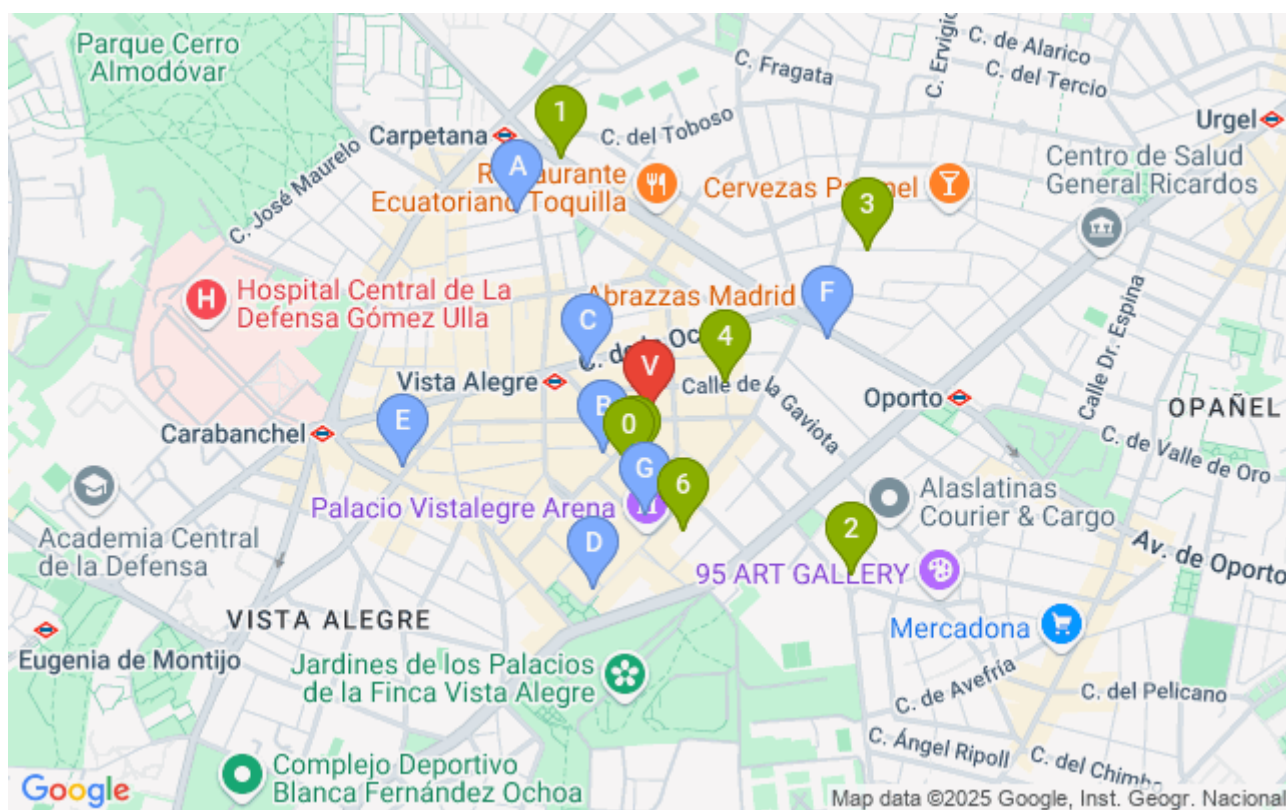 Parque Cerro
Almodóvar
C. de Alarico
C. del Tercio
C. Ervigio
C. Fragata
Urgel
1
Carpetana
C. del Toboso
A
Restaurante
Ecuatoriano Toquilla
Cervezas
Centro de Salud
General Ricardos
C. José Maurelo
3
Hospital Central de La
Defensa Gómez Ulla
H
Abrazzas Madrid
F
C
C. de la Oc
4
V
Vista Alegre
Calle de la Gaviota
Oporto
Calle Dr. Espina
OPAÑEL
B
0
E
Carabanchel
C. de Valle de Oro
G
6
Palacio Vistalegre Arena
Alaslatinas
Courier & Cargo
Academia Central
de la Defensa
D
2
95 ART GALLERY
Av. de Oporto
VISTA ALEGRE
Mercadona
Eugenia de Montijo
Jardines de los Palacios
de la Finca Vista Alegre
C. de Avefría
C. del Pelicano
C. Ángel Ripoll
C. del Chimbo
Complejo Deportivo
Blanca Fernández Ochoa
Google
Map data ©2025 Google, Inst. Geogr. Naciona